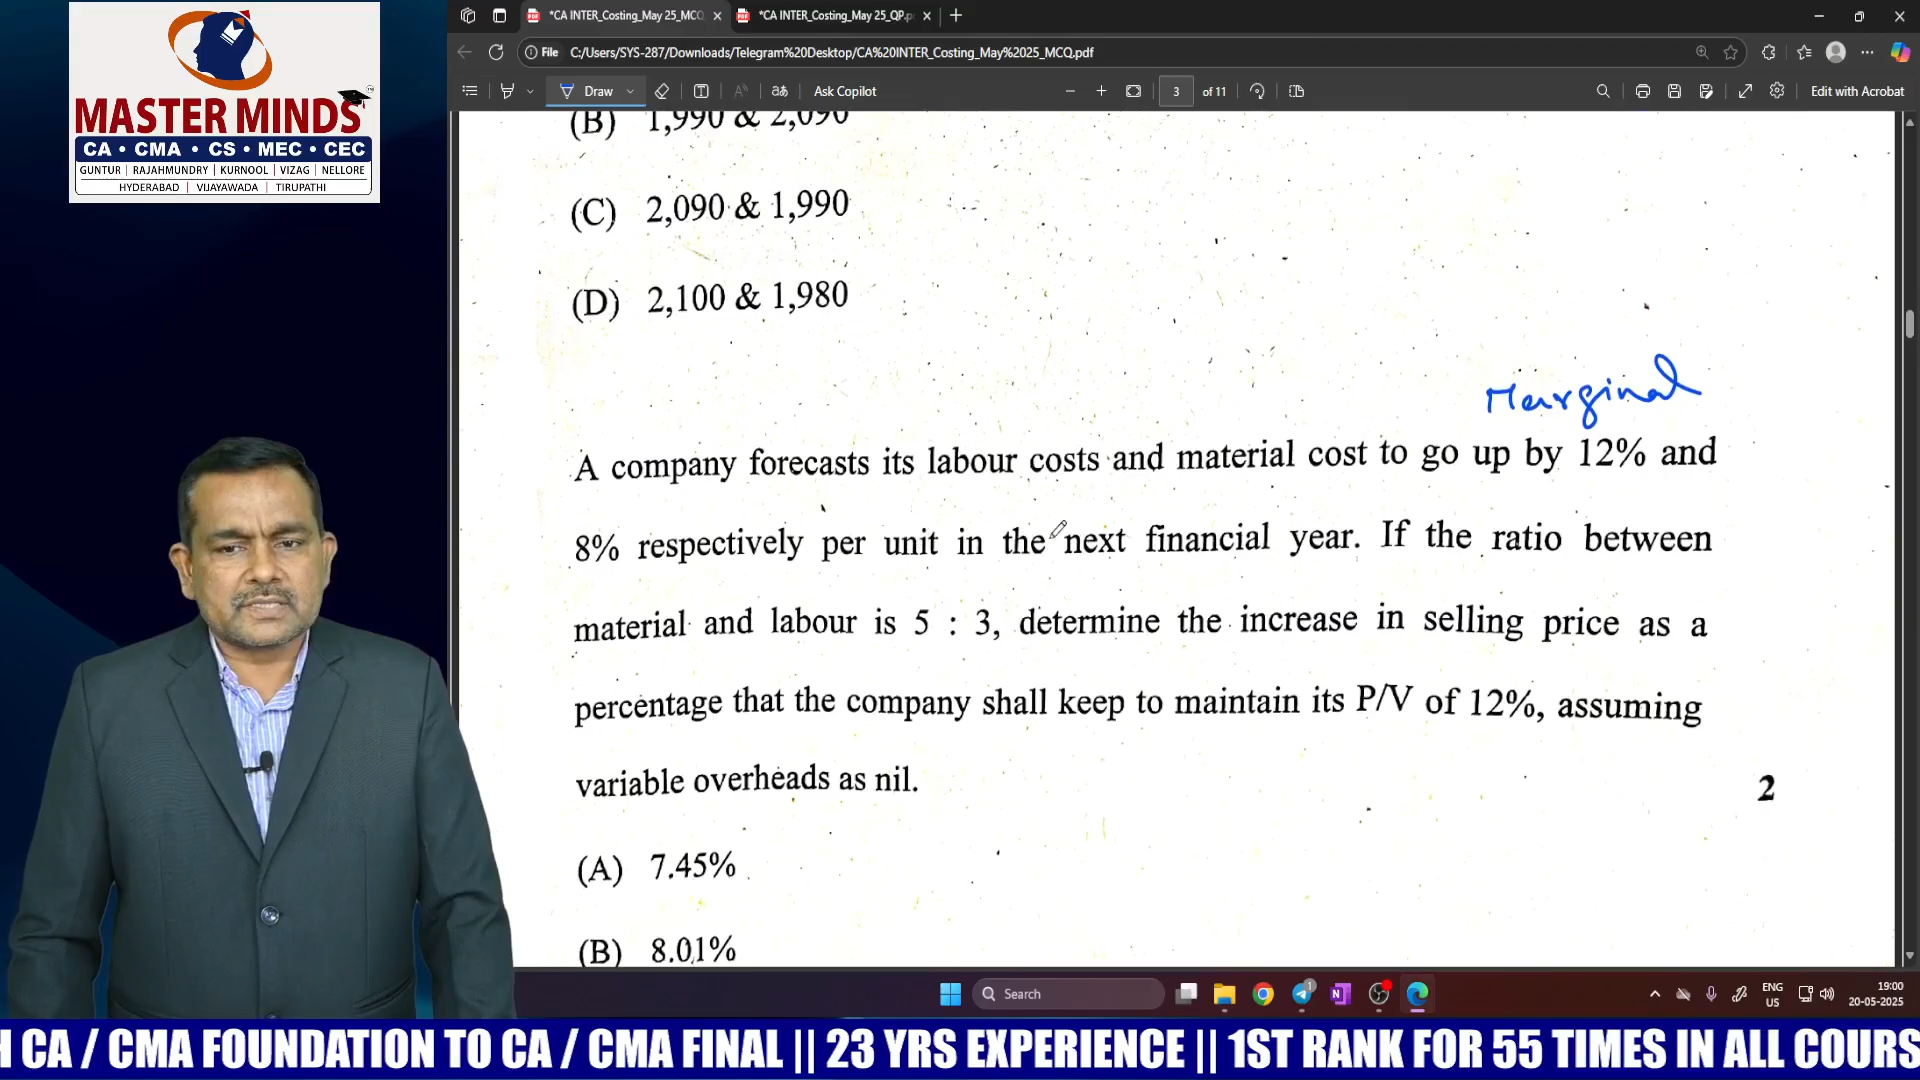 MASTER MINDS
CA • CMA • CS • MEC • CEC
GUNTUR | RAJAHMUNDRY | KURNOOL | VIZAG | NELLORE
HYDERABAD | VIJAYAWADA | TIRUPATHI
*CA INTER_Costing_May 25_MCQ.
*CA INTER_Costing_May 25_QP.p
File
C:/Users/SYS-287/Downloads/Telegram%20Desktop/CA%20INTER_Costing_May%2025_MCQ.pdf
Draw
Ask Copilot
3 of 11
Edit with Acrobat
(B) 1,990 & 2,090
(C) 2,090 & 1,990
(D) 2,100 & 1,980
Marginal
A company forecasts its labour costs and material cost to go up by 12% and
8% respectively per unit in the next financial year. If the ratio between
material and labour is 5 : 3, determine the increase in selling price as a
percentage that the company shall keep to maintain its P/V of 12%, assuming
variable overheads as nil.
2
(A) 7.45%
(B) 8.01%
Search
ENG
US
19:00
20-05-2025
H CA / CMA FOUNDATION TO CA / CMA FINAL || 23 YRS EXPERIENCE || 1ST RANK FOR 55 TIMES IN ALL COURS